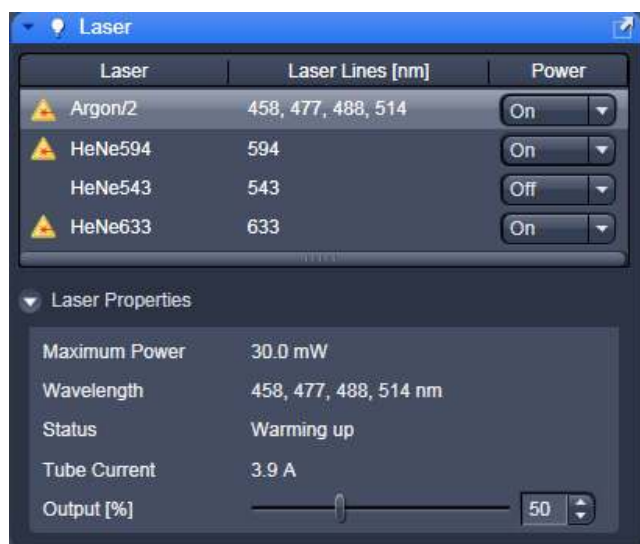 Laser
Laser Laser Lines [nm] Power
Argon/2 458, 477, 488, 514 On
HeNe594 594 On
HeNe543 543 Off
HeNe633 633 On
Laser Properties
Maximum Power 30.0 mW
Wavelength 458, 477, 488, 514 nm
Status Warming up
Tube Current 3.9 A
Output [%] 50